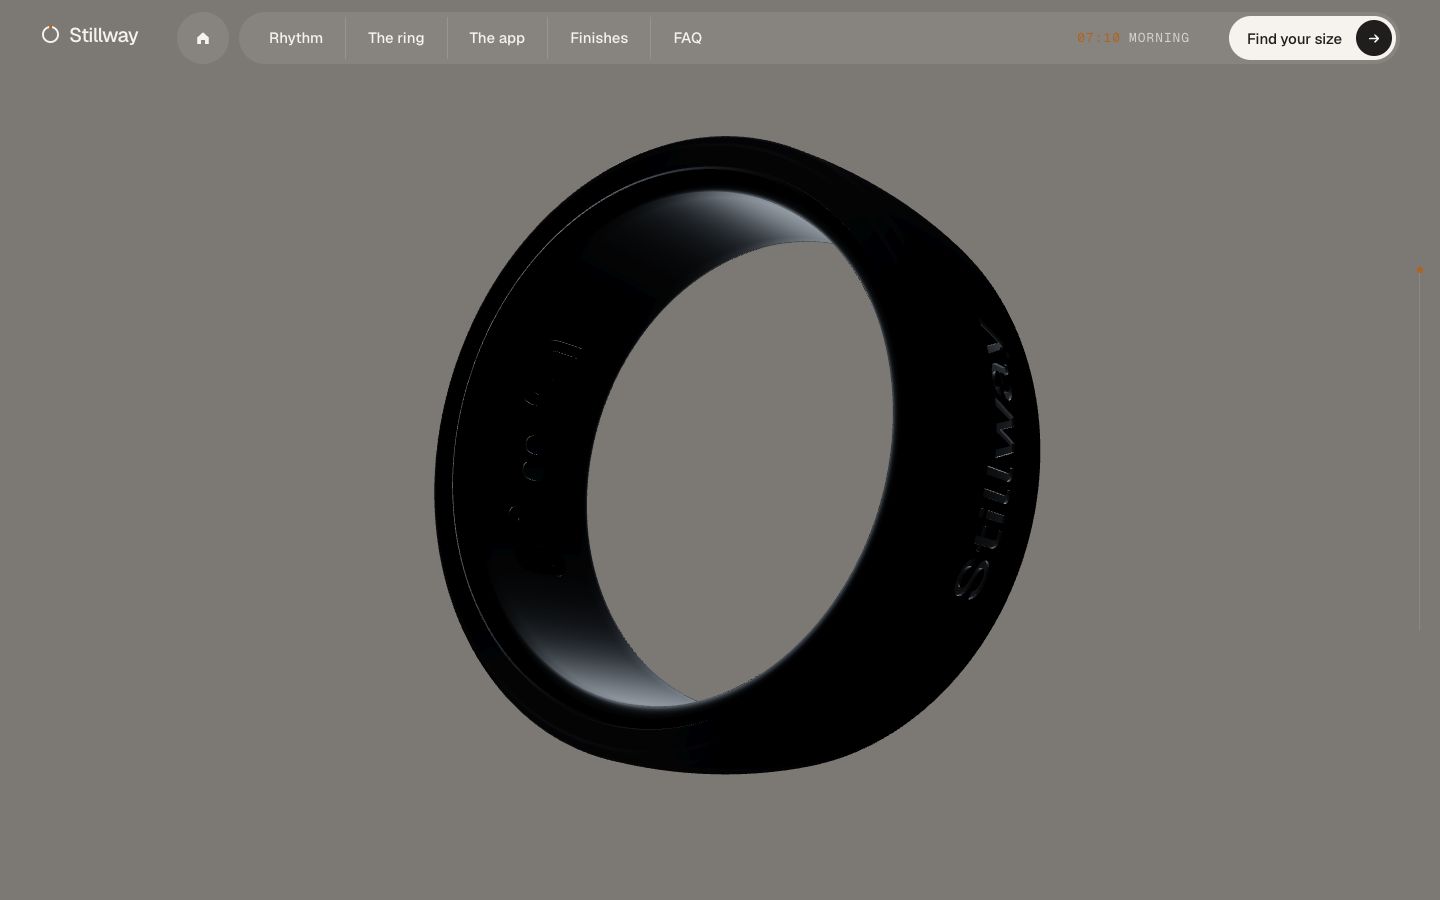 Stillway
Rhythm
The ring
The app
Finishes
FAQ
07:10 MORNING
Find your size
Stillway